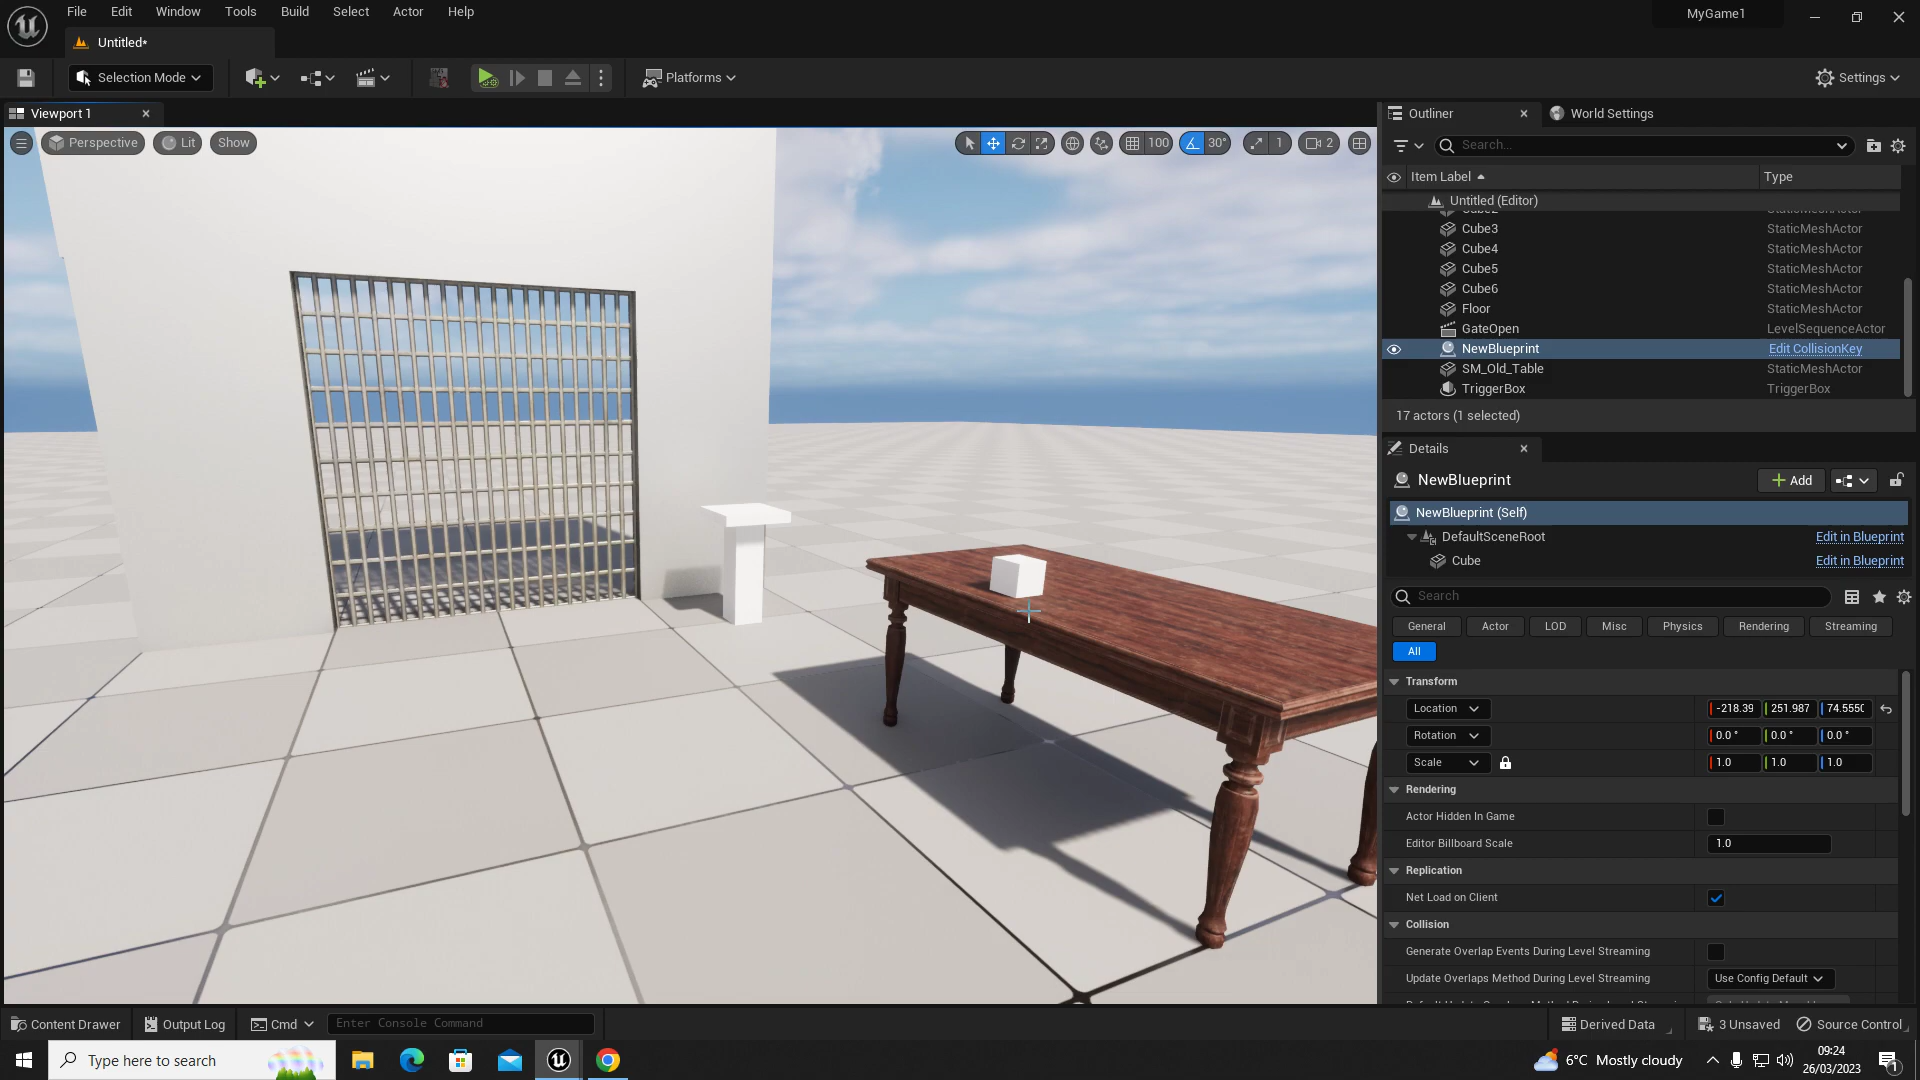 File Edit Window Tools Build Select Actor Help
MyGame1
Untitled*
Selection Mode
Platforms
Settings
Viewport 1
Perspective Lit Show
100 30° 1 2
Outliner World Settings
Search...
Item Label Type
Untitled (Editor)
Cube2 StaticMeshActor
Cube3 StaticMeshActor
Cube4 StaticMeshActor
Cube5 StaticMeshActor
Cube6 StaticMeshActor
Floor StaticMeshActor
GateOpen LevelSequenceActor
NewBlueprint Edit CollisionKey
SM_Old_Table StaticMeshActor
TriggerBox TriggerBox
17 actors (1 selected)
Details
NewBlueprint Add
NewBlueprint (Self)
DefaultSceneRoot Edit in Blueprint
Cube Edit in Blueprint
Search
General Actor LOD Misc Physics Rendering Streaming
All
Transform
Location -218.39 251.987 74.555
Rotation 0.0 ° 0.0 ° 0.0 °
Scale 1.0 1.0 1.0
Rendering
Actor Hidden In Game
Editor Billboard Scale 1.0
Replication
Net Load on Client
Collision
Generate Overlap Events During Level Streaming
Update Overlaps Method During Level Streaming Use Config Default
Content Drawer Output Log Cmd Enter Console Command Derived Data 3 Unsaved Source Control
Type here to search 6°C Mostly cloudy 09:24
26/03/2023 1